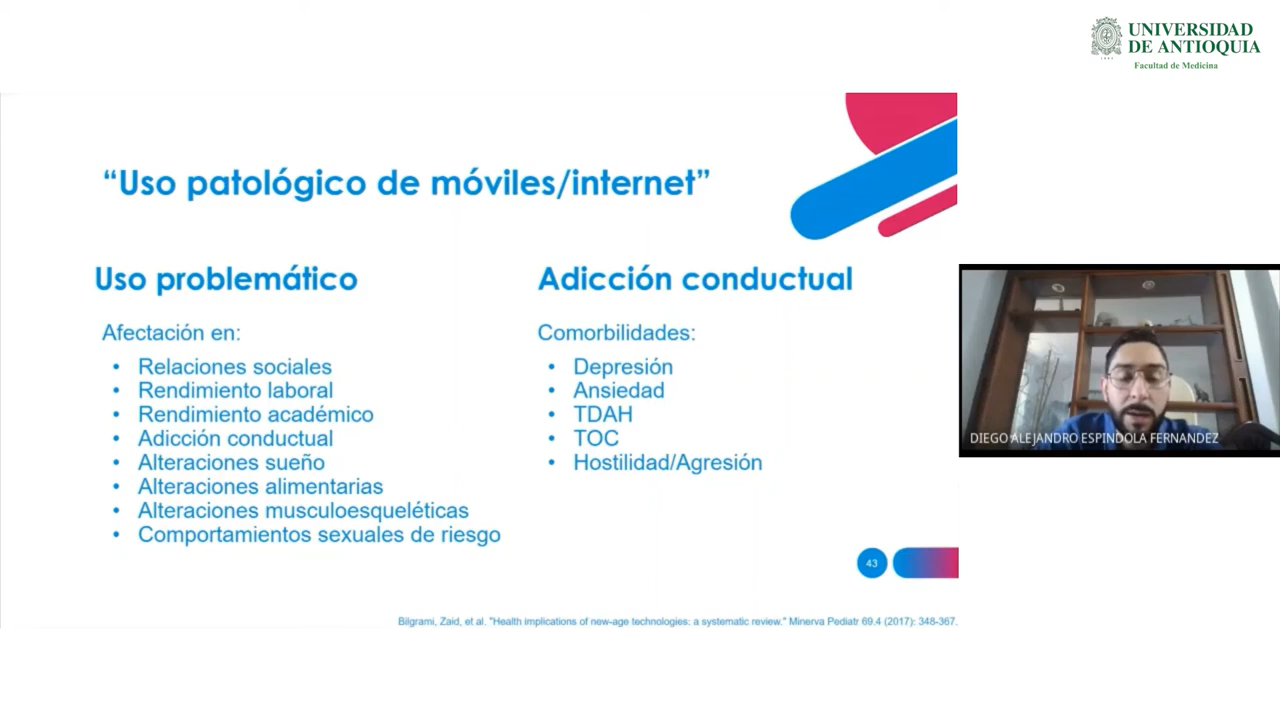 UNIVERSIDAD
DE ANTIOQUIA
Facultad de Medicina
“Uso patológico de móviles/internet”
Uso problemático
Afectación en:
• Relaciones sociales
• Rendimiento laboral
• Rendimiento académico
• Adicción conductual
• Alteraciones sueño
• Alteraciones alimentarias
• Alteraciones musculoesqueléticas
• Comportamientos sexuales de riesgo
Adicción conductual
Comorbilidades:
• Depresión
• Ansiedad
• TDAH
• TOC
• Hostilidad/Agresión
DIEGO ALEJANDRO ESPINDOLA FERNANDEZ
43
Bilgrami, Zaid, et al. "Health implications of new-age technologies: a systematic review." Minerva Pediatr 69.4 (2017): 348-367.